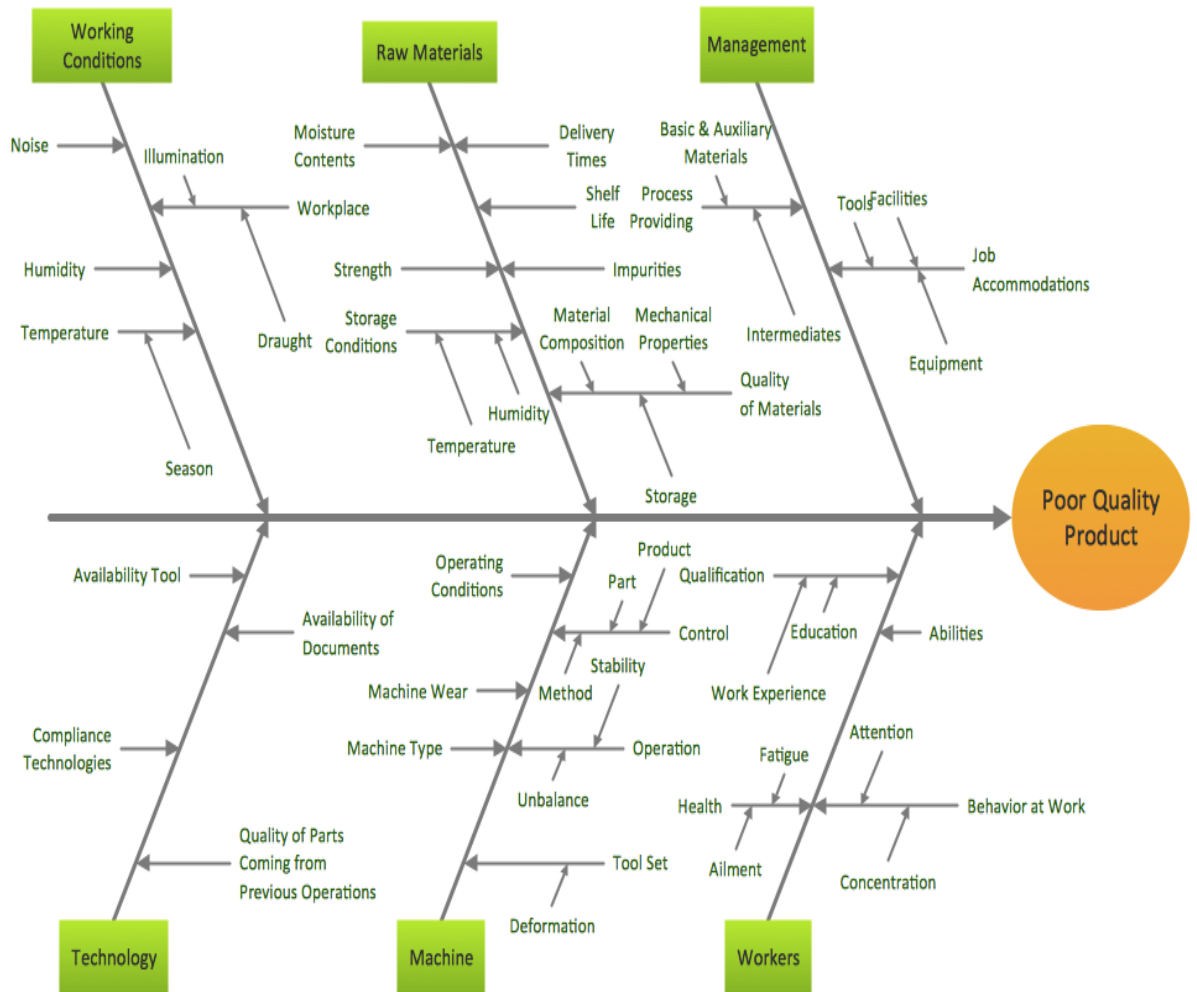 Working
Conditions
Raw Materials
Management
Noise
Illumination
Workplace
Humidity
Temperature
Draught
Season
Moisture
Contents
Delivery
Times
Shelf
Life
Strength
Impurities
Storage
Conditions
Material
Composition
Mechanical
Properties
Humidity
Temperature
Quality
of Materials
Storage
Basic & Auxiliary
Materials
Process
Providing
Tools
Facilities
Job
Accommodations
Intermediates
Equipment
Poor Quality
Product
Availability Tool
Availability of
Documents
Compliance
Technologies
Quality of Parts
Coming from
Previous Operations
Operating
Conditions
Product
Part
Control
Method
Stability
Machine Wear
Machine Type
Operation
Unbalance
Tool Set
Deformation
Qualification
Education
Abilities
Work Experience
Attention
Fatigue
Health
Behavior at Work
Ailment
Concentration
Technology
Machine
Workers